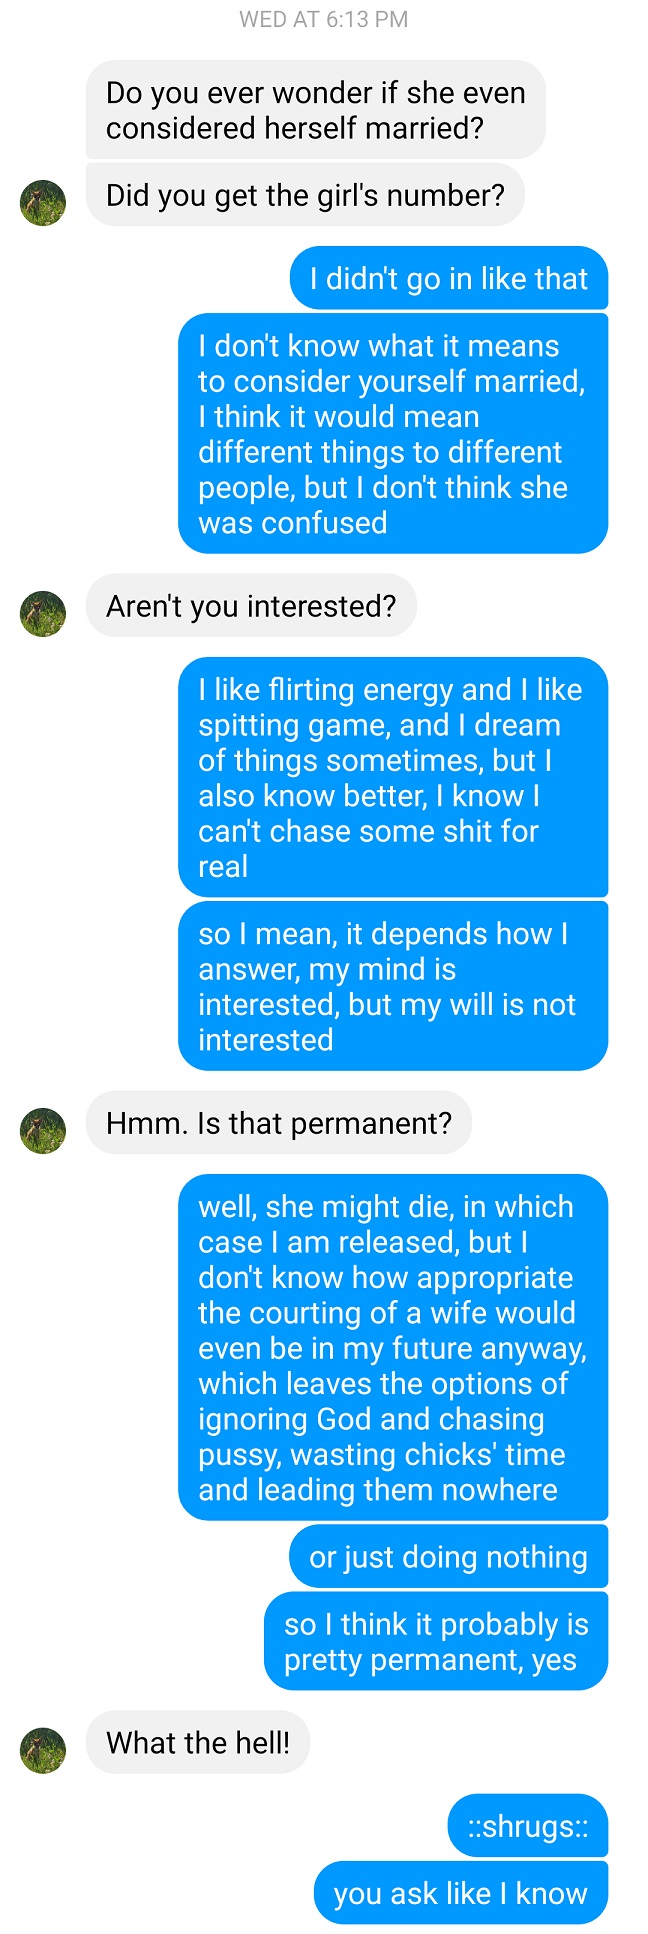 WED AT 6:13 PM
Do you ever wonder if she even
considered herself married?
Did you get the girl's number?
I didn't go in like that
I don't know what it means
to consider yourself married,
I think it would mean
different things to different
people, but I don't think she
was confused
Aren't you interested?
I like flirting energy and I like
spitting game, and I dream
of things sometimes, but I
also know better, I know I
can't chase some shit for
real
so I mean, it depends how I
answer, my mind is
interested, but my will is not
interested
Hmm. Is that permanent?
well, she might die, in which
case I am released, but I
don't know how appropriate
the courting of a wife would
even be in my future anyway,
which leaves the options of
ignoring God and chasing
pussy, wasting chicks' time
and leading them nowhere
or just doing nothing
so I think it probably is
pretty permanent, yes
What the hell!
::shrugs::
you ask like I know